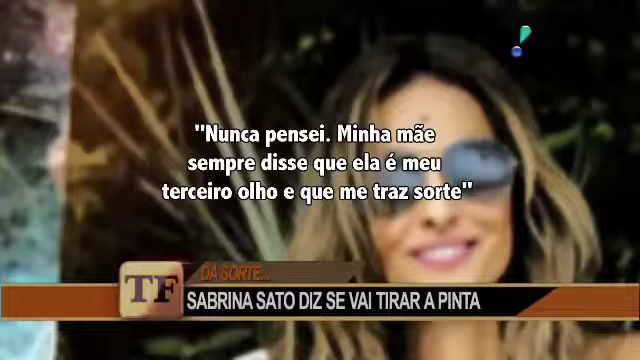 "Nunca pensei. Minha mãe
sempre disse que ela é meu
terceiro olho e que me traz sorte"
DÁ SORTE...
TF
SABRINA SATO DIZ SE VAI TIRAR A PINTA